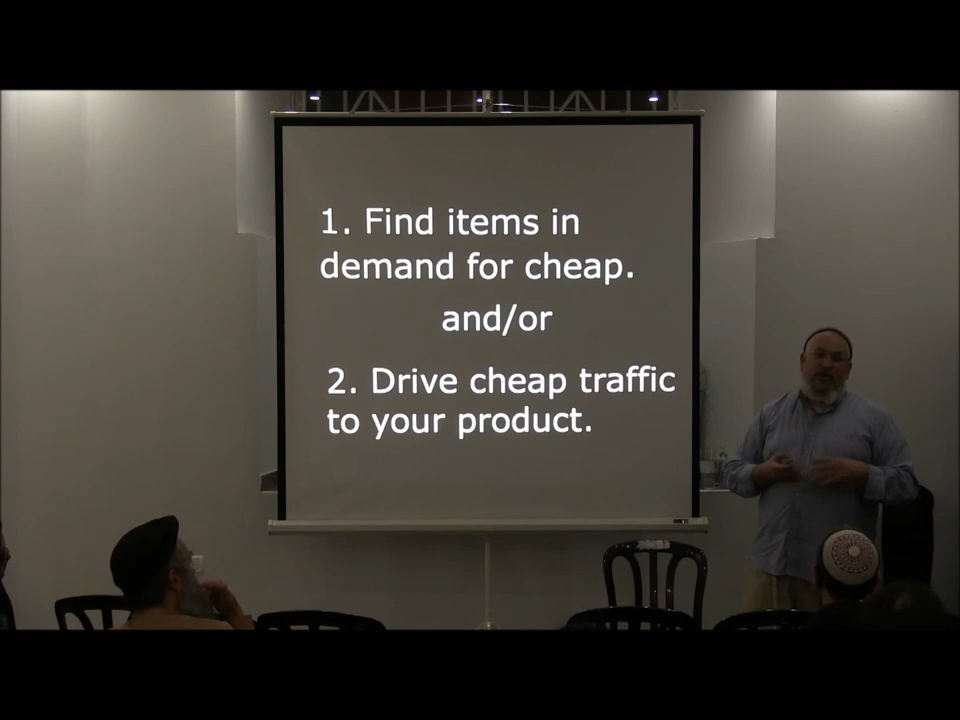 1. Find items in
demand for cheap.
and/or
2. Drive cheap traffic
to your product.